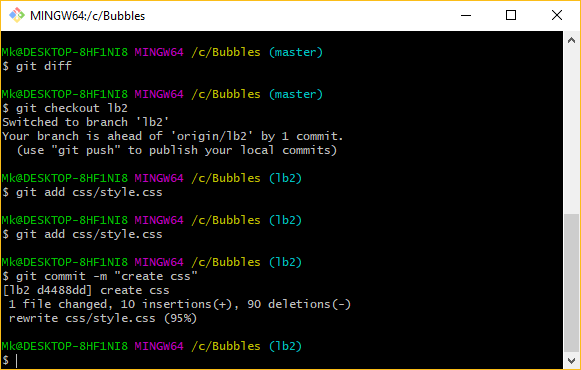 MINGW64:/c/Bubbles
Mk@DESKTOP-8HF1NI8 MINGW64 /c/Bubbles (master)
$ git diff
Mk@DESKTOP-8HF1NI8 MINGW64 /c/Bubbles (master)
$ git checkout lb2
Switched to branch 'lb2'
Your branch is ahead of 'origin/lb2' by 1 commit.
  (use "git push" to publish your local commits)
Mk@DESKTOP-8HF1NI8 MINGW64 /c/Bubbles (lb2)
$ git add css/style.css
Mk@DESKTOP-8HF1NI8 MINGW64 /c/Bubbles (lb2)
$ git add css/style.css
Mk@DESKTOP-8HF1NI8 MINGW64 /c/Bubbles (lb2)
$ git commit -m "create css"
[lb2 d4488dd] create css
 1 file changed, 10 insertions(+), 90 deletions(-)
 rewrite css/style.css (95%)
Mk@DESKTOP-8HF1NI8 MINGW64 /c/Bubbles (lb2)
$